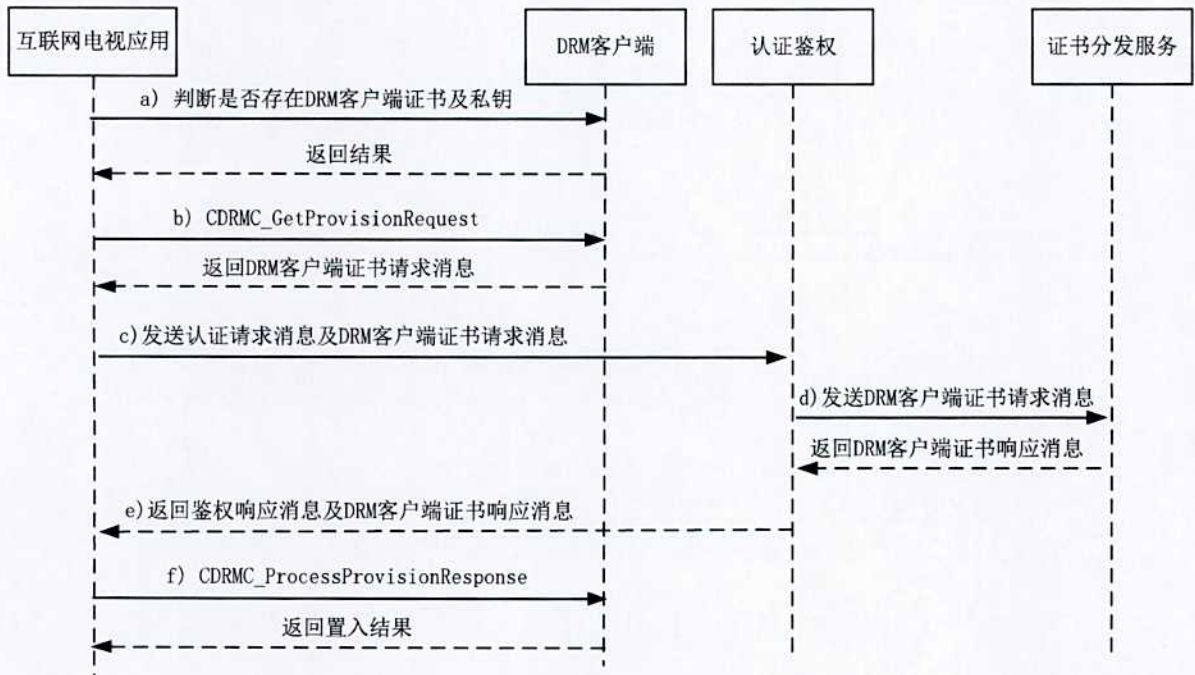 互联网电视应用
DRM客户端
认证鉴权
证书分发服务
a) 判断是否存在DRM客户端证书及私钥
返回结果
b) CDRMC_GetProvisionRequest
返回DRM客户端证书请求消息
c)发送认证请求消息及DRM客户端证书请求消息
d)发送DRM客户端证书请求消息
返回DRM客户端证书响应消息
e)返回鉴权响应消息及DRM客户端证书响应消息
f) CDRMC_ProcessProvisionResponse
返回置入结果